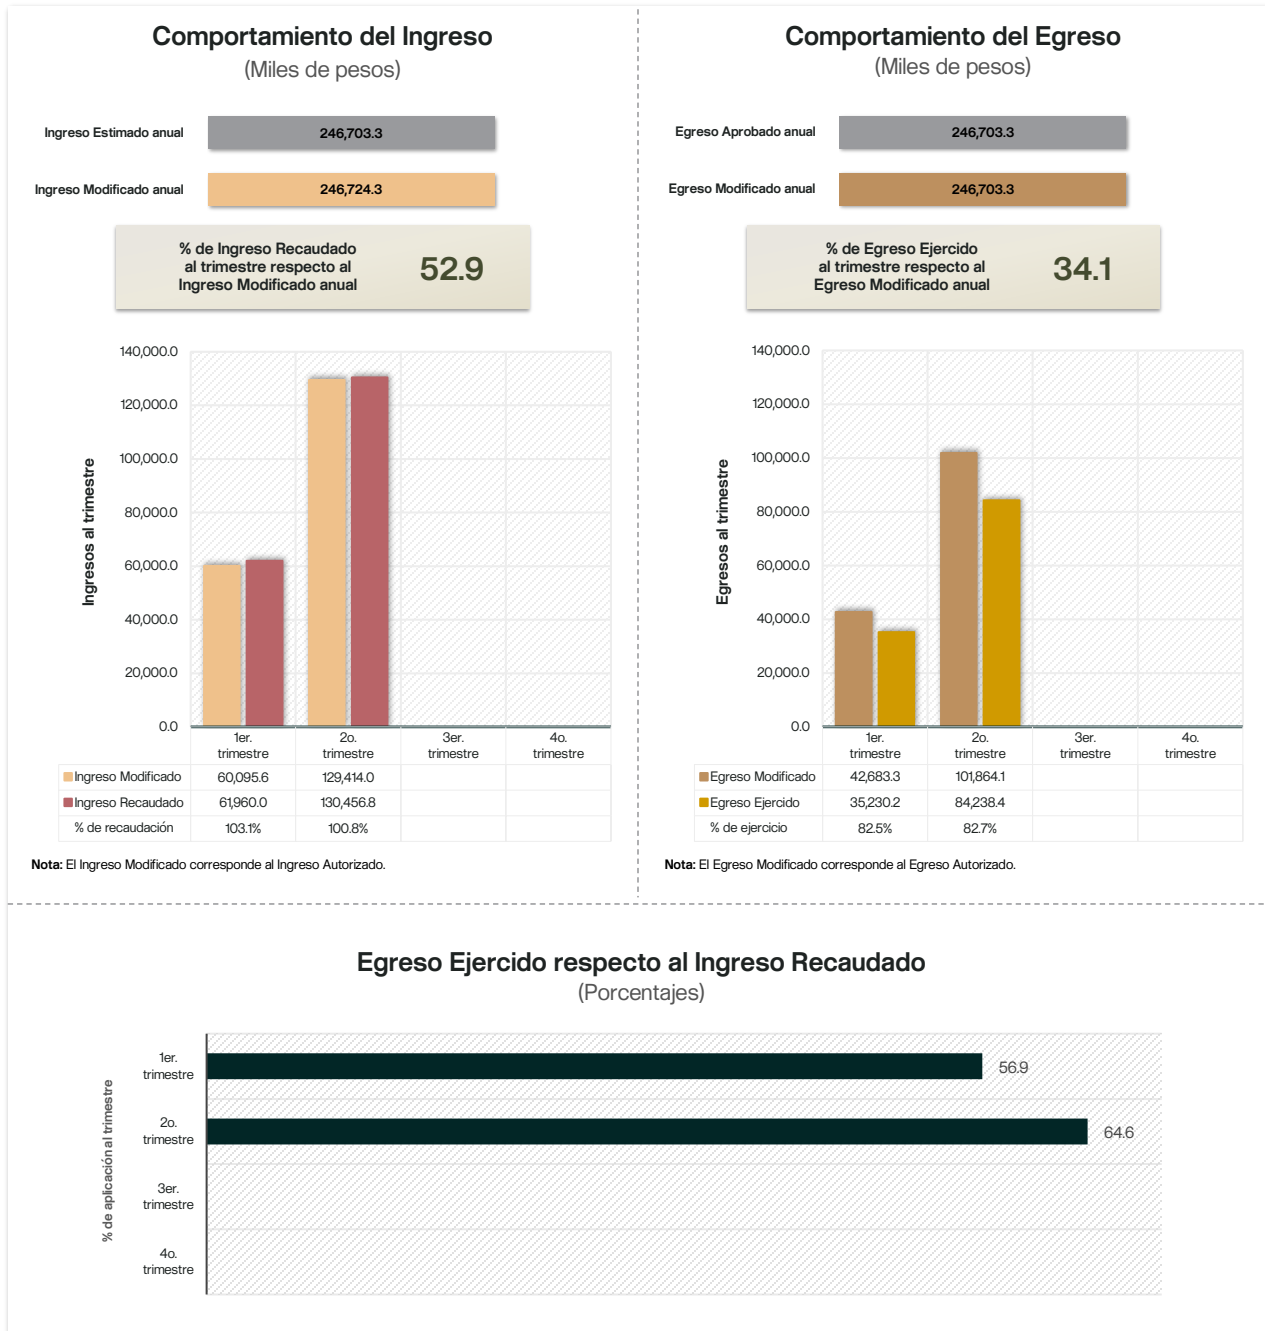 Comportamiento del Ingreso
(Miles de pesos)
Ingreso Estimado anual
246,703.3
Ingreso Modificado anual
246,724.3
% de Ingreso Recaudado
al trimestre respecto al
Ingreso Modificado anual
52.9
140,000.0
120,000.0
100,000.0
80,000.0
60,000.0
40,000.0
20,000.0
0.0
Ingresos al trimestre
1er.
trimestre
2o.
trimestre
3er.
trimestre
4o.
trimestre
Ingreso Modificado 60,095.6 129,414.0
Ingreso Recaudado 61,960.0 130,456.8
% de recaudación 103.1% 100.8%
Nota: El Ingreso Modificado corresponde al Ingreso Autorizado.
Comportamiento del Egreso
(Miles de pesos)
Egreso Aprobado anual
246,703.3
Egreso Modificado anual
246,703.3
% de Egreso Ejercido
al trimestre respecto al
Egreso Modificado anual
34.1
140,000.0
120,000.0
100,000.0
80,000.0
60,000.0
40,000.0
20,000.0
0.0
Egresos al trimestre
1er.
trimestre
2o.
trimestre
3er.
trimestre
4o.
trimestre
Egreso Modificado 42,683.3 101,864.1
Egreso Ejercido 35,230.2 84,238.4
% de ejercicio 82.5% 82.7%
Nota: El Egreso Modificado corresponde al Egreso Autorizado.
Egreso Ejercido respecto al Ingreso Recaudado
(Porcentajes)
% de aplicación al trimestre
1er.
trimestre
56.9
2o.
trimestre
64.6
3er.
trimestre
4o.
trimestre